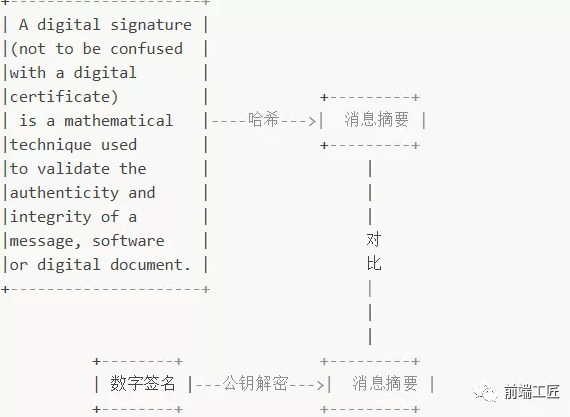 A digital signature
(not to be confused
with a digital
certificate)
is a mathematical
technique used
to validate the
authenticity and
integrity of a
message, software
or digital document.
哈希
消息摘要
对
比
数字签名
公钥解密
消息摘要
前端工匠